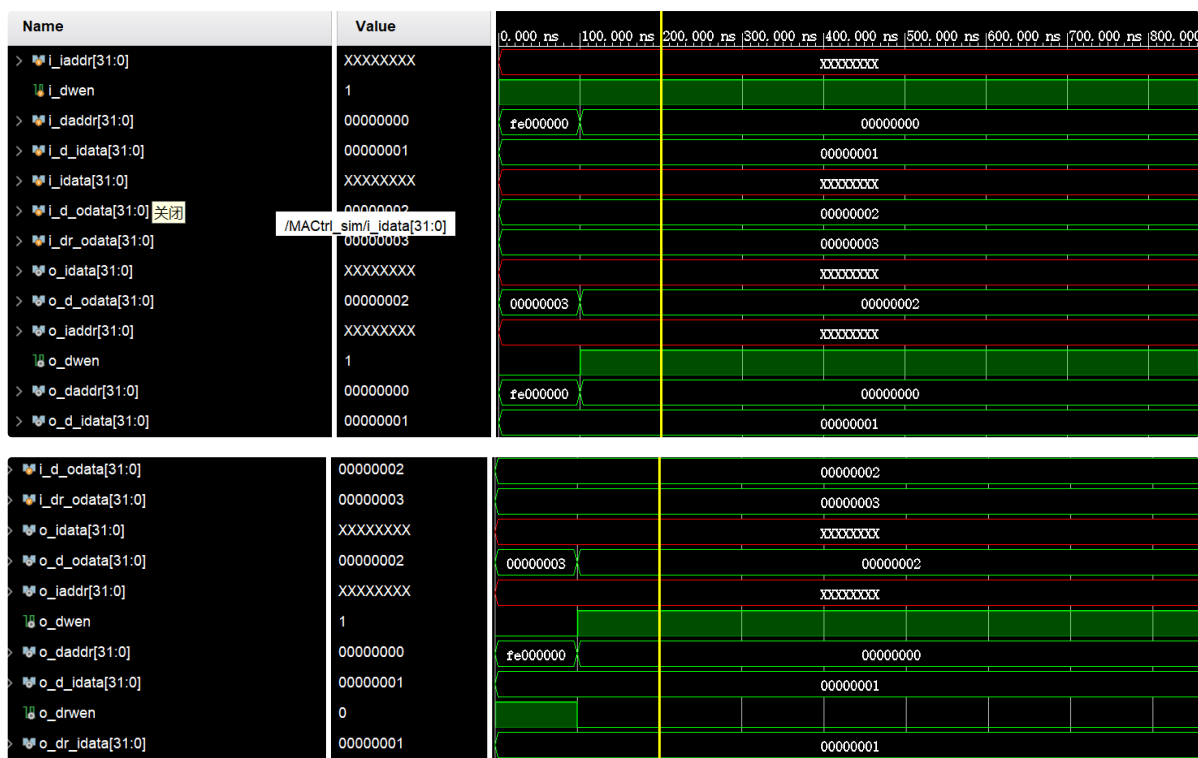 Name Value
0.000 ns 100.000 ns 200.000 ns 300.000 ns 400.000 ns 500.000 ns 600.000 ns 700.000 ns 800.000
i_iaddr[31:0] XXXXXXXX XXXXXXXX
i_dwen 1
i_daddr[31:0] 00000000 fe000000 00000000
i_d_idata[31:0] 00000001 00000001
i_idata[31:0] XXXXXXXX XXXXXXXX
i_d_odata[31:0] 关闭 00000002 00000002
/MACtrl_sim/i_idata[31:0]
i_dr_odata[31:0] 00000003 00000003
o_idata[31:0] XXXXXXXX XXXXXXXX
o_d_odata[31:0] 00000002 00000003 00000002
o_iaddr[31:0] XXXXXXXX XXXXXXXX
o_dwen 1
o_daddr[31:0] 00000000 fe000000 00000000
o_d_idata[31:0] 00000001 00000001
i_d_odata[31:0] 00000002 00000002
i_dr_odata[31:0] 00000003 00000003
o_idata[31:0] XXXXXXXX XXXXXXXX
o_d_odata[31:0] 00000002 00000003 00000002
o_iaddr[31:0] XXXXXXXX XXXXXXXX
o_dwen 1
o_daddr[31:0] 00000000 fe000000 00000000
o_d_idata[31:0] 00000001 00000001
o_drwen 0
o_dr_idata[31:0] 00000001 00000001